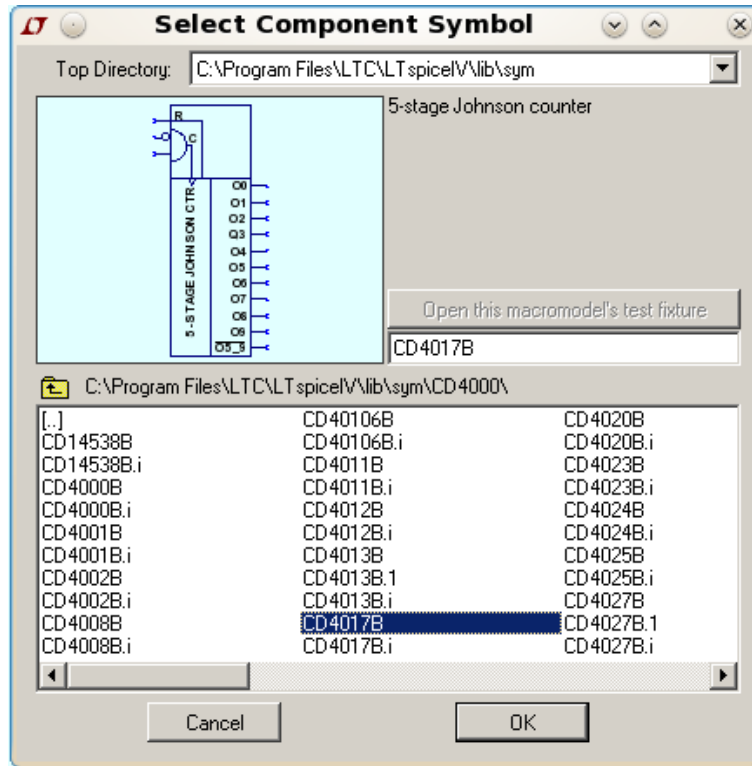 Select Component Symbol
Top Directory: C:\Program Files\LTC\LTspiceIV\lib\sym
5-stage Johnson counter
R
C
5-STAGE JOHNSON CTR
O0
O1
O2
Q3
O4
O5
O6
O7
O8
O9
O5_9
Open this macromodel's test fixture
CD4017B
C:\Program Files\LTC\LTspiceIV\lib\sym\CD4000\
[..] CD40106B CD4020B
CD14538B CD40106B.i CD4020B.i
CD14538B.i CD4011B CD4023B
CD4000B CD4011B.i CD4023B.i
CD4000B.i CD4012B CD4024B
CD4001B CD4012B.i CD4024B.i
CD4001B.i CD4013B CD4025B
CD4002B CD4013B.1 CD4025B.i
CD4002B.i CD4013B.i CD4027B
CD4008B CD4017B CD4027B.1
CD4008B.i CD4017B.i CD4027B.i
Cancel OK